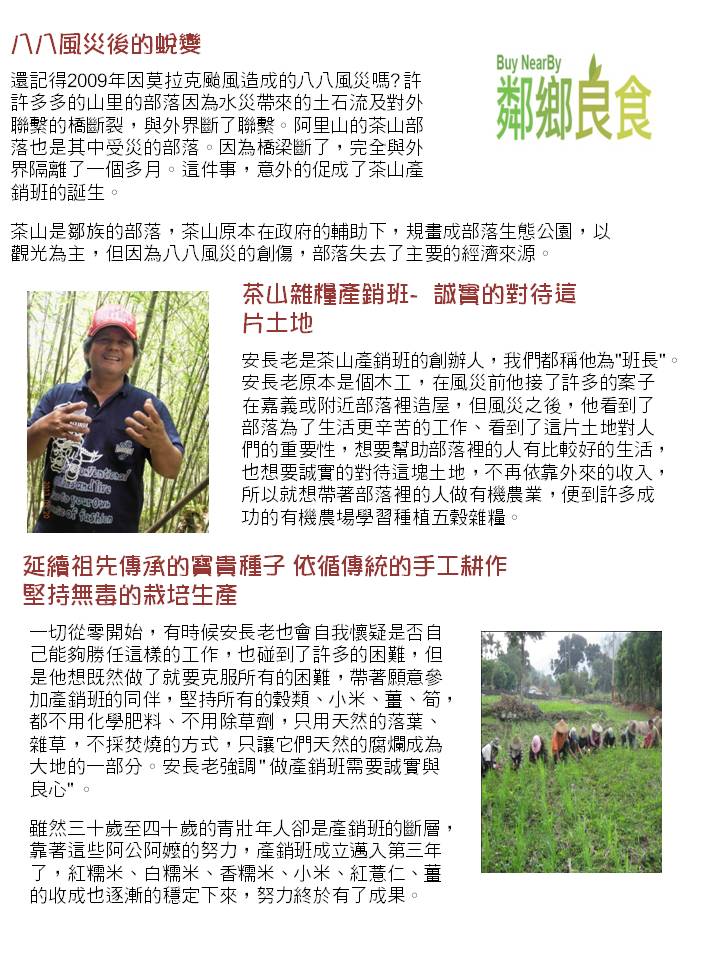 八八風災後的蛻變
Buy NearBy
鄰鄉良食
還記得2009年因莫拉克颱風造成的八八風災嗎?許
許多多的山里的部落因為水災帶來的土石流及對外
聯繫的橋斷裂，與外界斷了聯繫。阿里山的茶山部
落也是其中受災的部落。因為橋梁斷了，完全與外
界隔離了一個多月。這件事，意外的促成了茶山產
銷班的誕生。
茶山是鄒族的部落，茶山原本在政府的輔助下，規畫成部落生態公園，以
觀光為主，但因為八八風災的創傷，部落失去了主要的經濟來源。
茶山雜糧產銷班- 誠實的對待這
片土地
安長老是茶山產銷班的創辦人，我們都稱他為"班長"。
安長老原本是個木工，在風災前他接了許多的案子
在嘉義或附近部落裡造屋，但風災之後，他看到了
部落為了生活更辛苦的工作、看到了這片土地對人
們的重要性，想要幫助部落裡的人有比較好的生活，
也想要誠實的對待這塊土地，不再依靠外來的收入，
所以就想帶著部落裡的人做有機農業，便到許多成
功的有機農場學習種植五穀雜糧。
延續祖先傳承的寶貴種子 依循傳統的手工耕作
堅持無毒的栽培生產
一切從零開始，有時候安長老也會自我懷疑是否自
己能夠勝任這樣的工作，也碰到了許多的困難，但
是他想既然做了就要克服所有的困難，帶著願意參
加產銷班的同伴，堅持所有的穀類、小米、薑、筍，
都不用化學肥料、不用除草劑，只用天然的落葉、
雜草，不採焚燒的方式，只讓它們天然的腐爛成為
大地的一部分。安長老強調"做產銷班需要誠實與
良心"。
雖然三十歲至四十歲的青壯年人卻是產銷班的斷層，
靠著這些阿公阿嬤的努力，產銷班成立邁入第三年
了，紅糯米、白糯米、香糯米、小米、紅薏仁、薑
的收成也逐漸的穩定下來，努力終於有了成果。